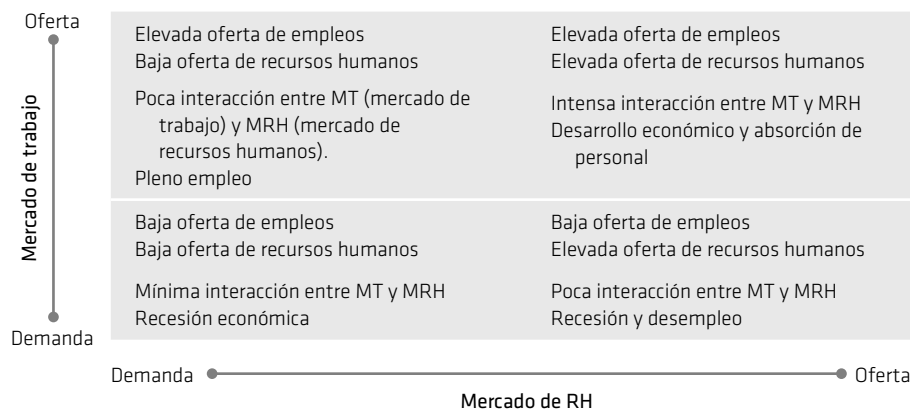 Oferta
Mercado de trabajo
Elevada oferta de empleos
Baja oferta de recursos humanos
Poca interacción entre MT (mercado de
trabajo) y MRH (mercado de
recursos humanos).
Pleno empleo
Elevada oferta de empleos
Elevada oferta de recursos humanos
Intensa interacción entre MT y MRH
Desarrollo económico y absorción de
personal
Baja oferta de empleos
Baja oferta de recursos humanos
Mínima interacción entre MT y MRH
Recesión económica
Baja oferta de empleos
Elevada oferta de recursos humanos
Poca interacción entre MT y MRH
Recesión y desempleo
Demanda
Demanda
Oferta
Mercado de RH